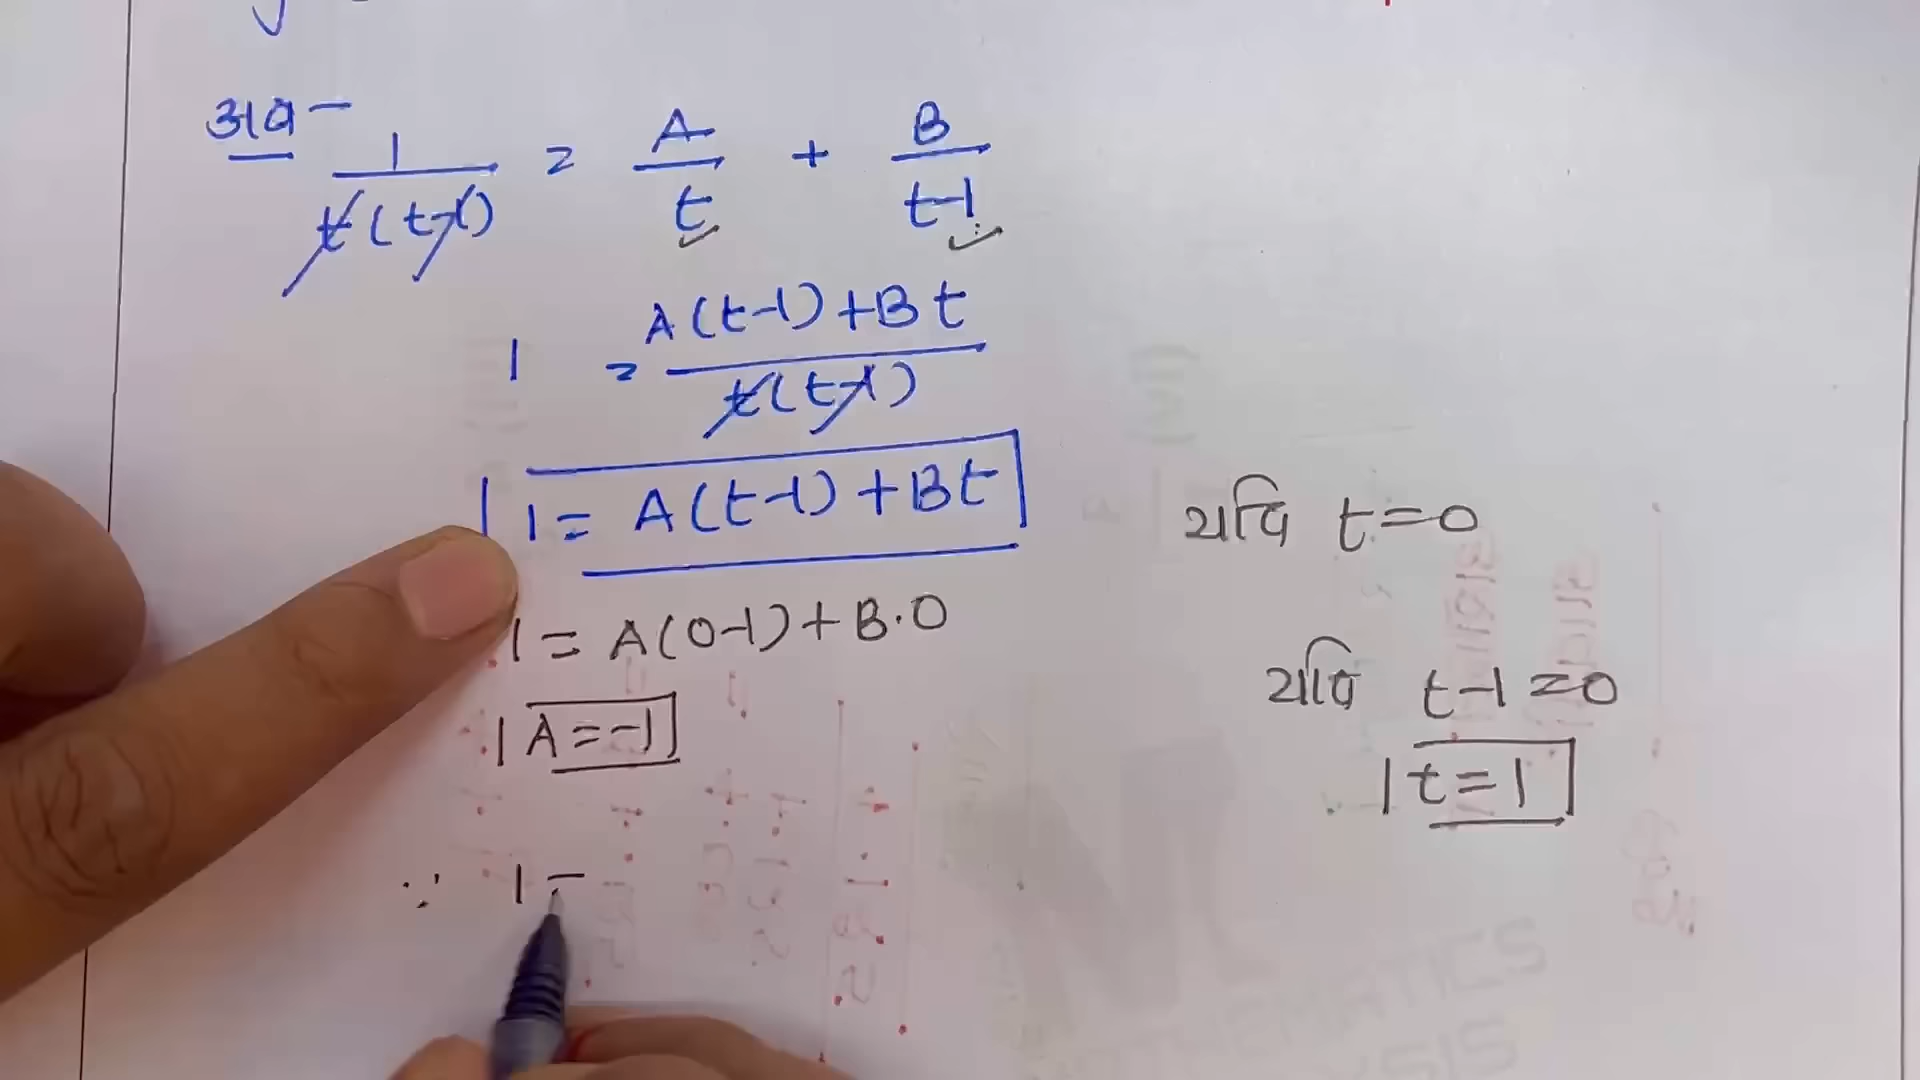 अब - 1/t(t-1) = A/t + B/t-1
1 = A(t-1)+Bt/t(t-1)
1 = A(t-1)+Bt
यदि t=0
1 = A(0-1)+B.0
यदि t-1=0
A=-1
t=1
∵ 1 -